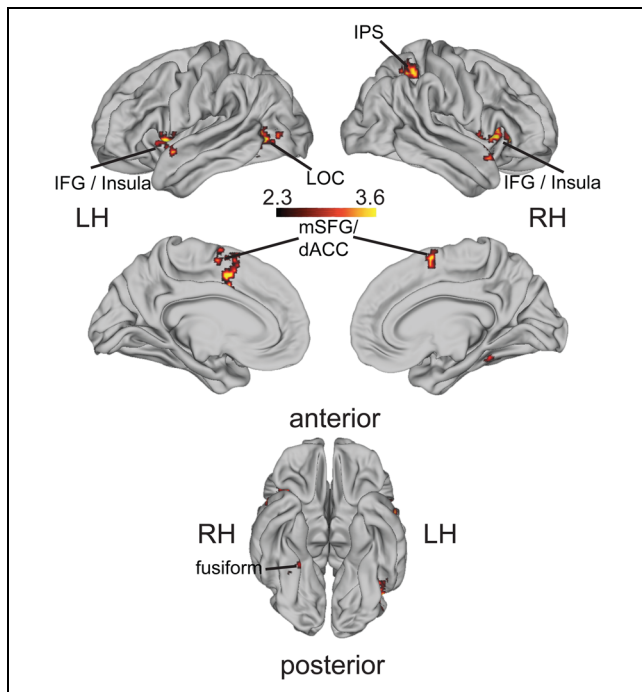 IPS
IFG / Insula
LOC
IFG / Insula
LH
2.3 3.6
RH
mSFG/
dACC
anterior
RH
LH
fusiform
posterior